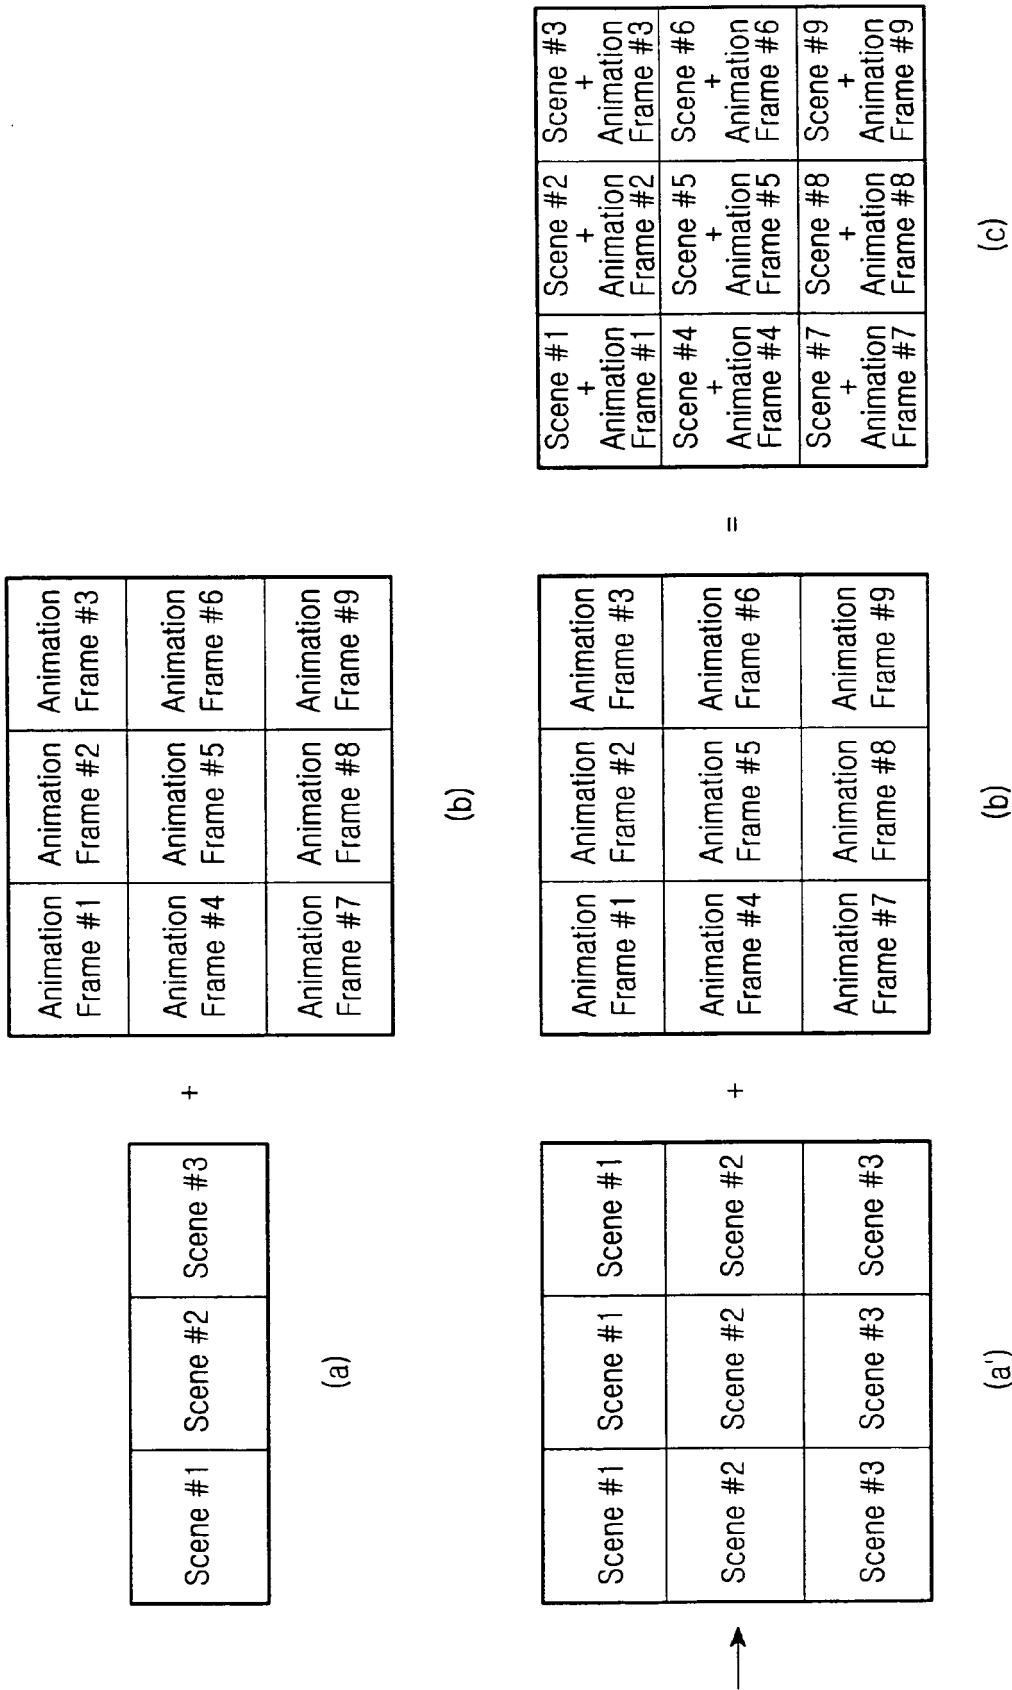 Scene #1
Scene #2
Scene #3
(a)
+
Animation
Frame #1
Animation
Frame #2
Animation
Frame #3
Animation
Frame #4
Animation
Frame #5
Animation
Frame #6
Animation
Frame #7
Animation
Frame #8
Animation
Frame #9
(b)
Scene #1
Scene #1
Scene #1
Scene #2
Scene #2
Scene #2
Scene #3
Scene #3
Scene #3
(a')
+
Animation
Frame #1
Animation
Frame #2
Animation
Frame #3
Animation
Frame #4
Animation
Frame #5
Animation
Frame #6
Animation
Frame #7
Animation
Frame #8
Animation
Frame #9
(b)
=
Scene #1
+
Animation
Frame #1
Scene #2
+
Animation
Frame #2
Scene #3
+
Animation
Frame #3
Scene #4
+
Animation
Frame #4
Scene #5
+
Animation
Frame #5
Scene #6
+
Animation
Frame #6
Scene #7
+
Animation
Frame #7
Scene #8
+
Animation
Frame #8
Scene #9
+
Animation
Frame #9
(c)